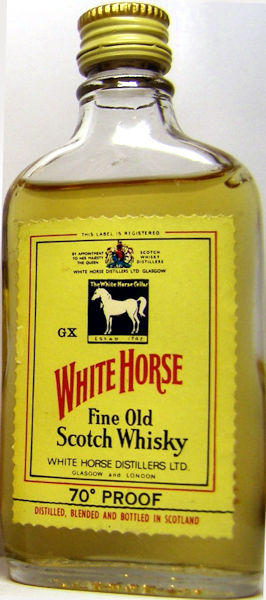 THIS LABEL IS REGISTERED
BY APPOINTMENT TO HER MAJESTY THE QUEEN
SCOTCH WHISKY DISTILLERS
WHITE HORSE DISTILLERS LTD GLASGOW
The White Horse Cellar
GX
ESTAB 1742
WHITE HORSE
Fine Old
Scotch Whisky
WHITE HORSE DISTILLERS LTD.
GLASGOW and LONDON
70° PROOF
DISTILLED, BLENDED AND BOTTLED IN SCOTLAND